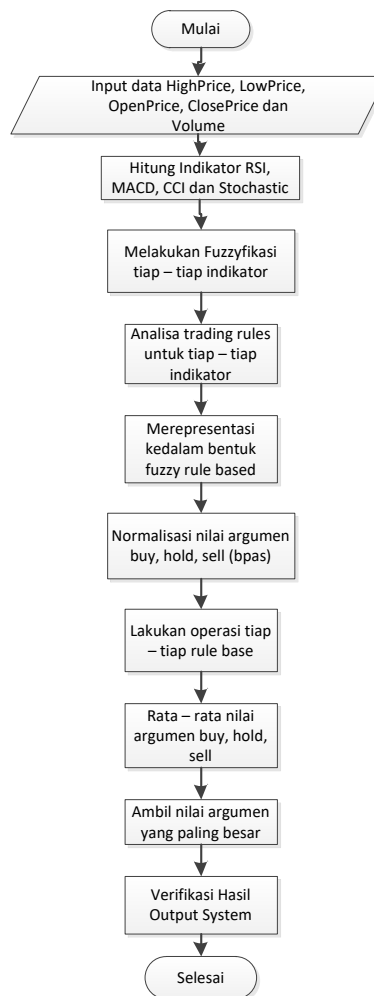 Mulai
Input data HighPrice, LowPrice,
OpenPrice, ClosePrice dan
Volume
Hitung Indikator RSI,
MACD, CCI dan Stochastic
Melakukan Fuzzyfikasi
tiap – tiap indikator
Analisa trading rules
untuk tiap – tiap
indikator
Merepresentasi
kedalam bentuk
fuzzy rule based
Normalisasi nilai argumen
buy, hold, sell (bpas)
Lakukan operasi tiap
– tiap rule base
Rata – rata nilai
argumen buy, hold,
sell
Ambil nilai argumen
yang paling besar
Verifikasi Hasil
Output System
Selesai